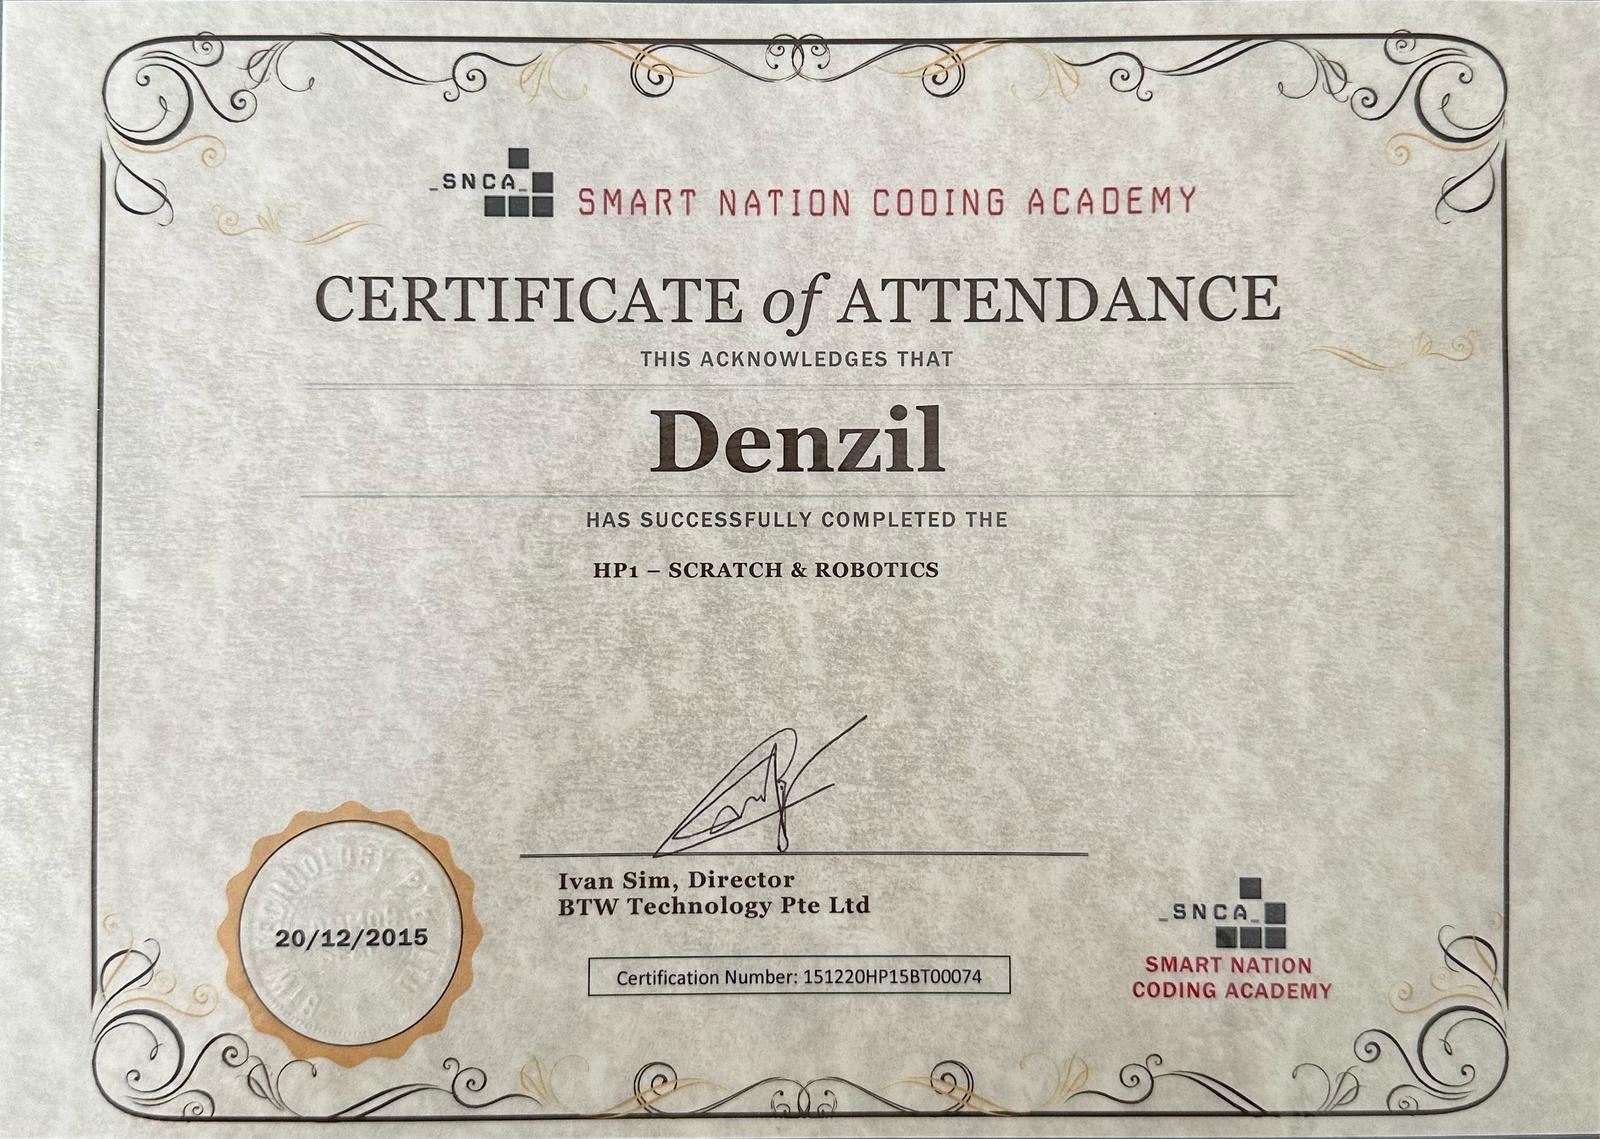 _SNCA_
SMART NATION CODING ACADEMY
CERTIFICATE of ATTENDANCE
THIS ACKNOWLEDGES THAT
Denzil
HAS SUCCESSFULLY COMPLETED THE
HP1 – SCRATCH & ROBOTICS
Ivan Sim, Director
BTW Technology Pte Ltd
20/12/2015
Certification Number: 151220HP15BT00074
_SNCA_
SMART NATION
CODING ACADEMY